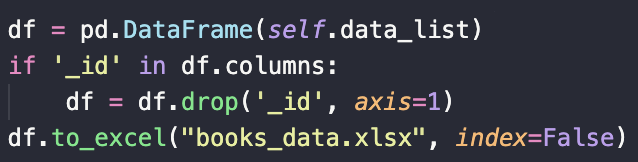 df = pd.DataFrame(self.data_list)
if '_id' in df.columns:
    df = df.drop('_id', axis=1)
df.to_excel("books_data.xlsx", index=False)